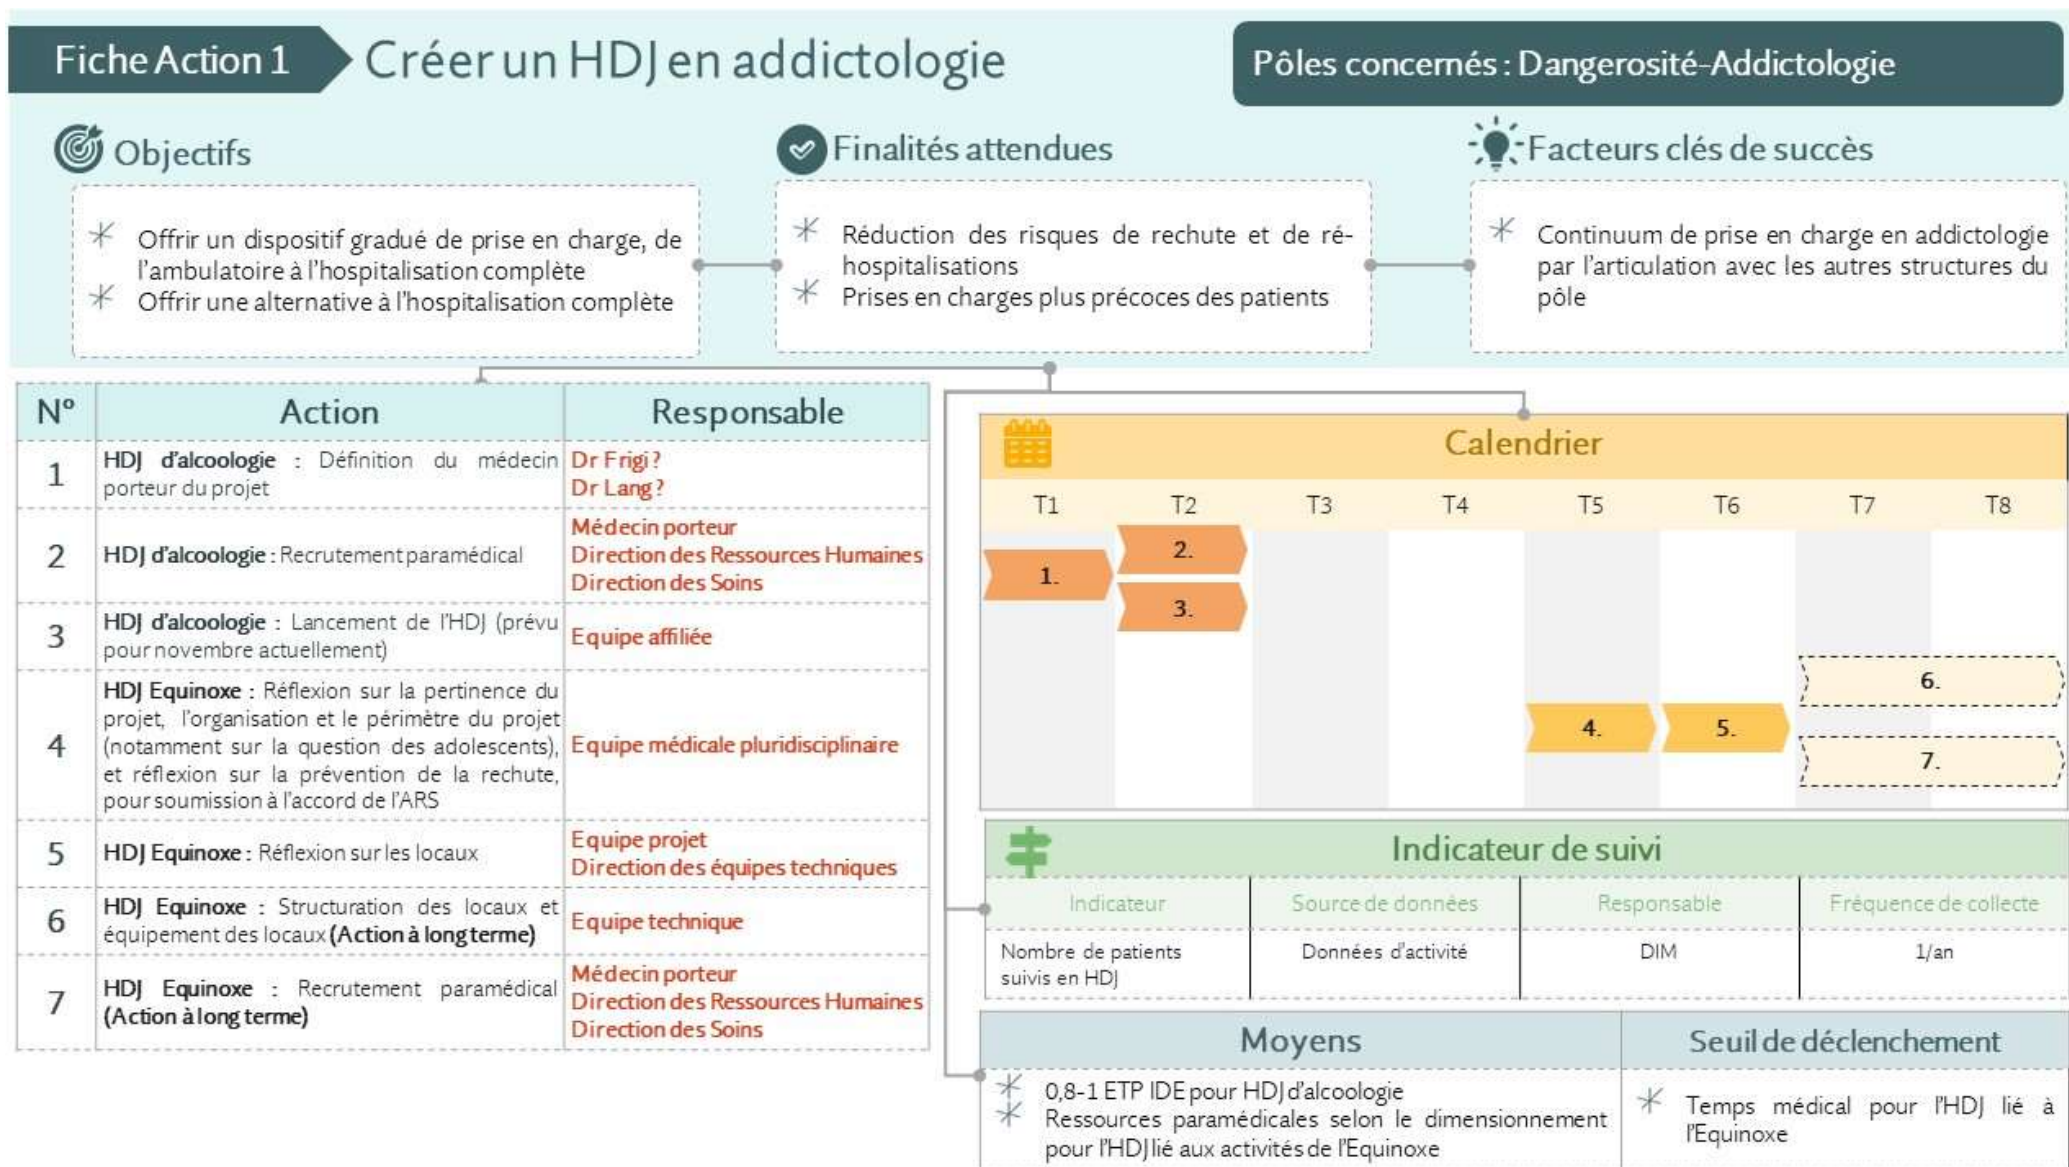 Fiche Action 1
Créer un HDJ en addictologie
Pôles concernés : Dangerosité-Addictologie
Objectifs
Offrir un dispositif gradué de prise en charge, de
l'ambulatoire à l'hospitalisation complète
Offrir une alternative à l'hospitalisation complète
Finalités attendues
Réduction des risques de rechute et de ré-
hospitalisations
Prises en charges plus précoces des patients
Facteurs clés de succès
Continuum de prise en charge en addictologie
par l'articulation avec les autres structures du
pôle
N° Action Responsable
1
HDJ d'alcoologie : Définition du médecin
porteur du projet
Dr Frigi ?
Dr Lang ?
2
HDJ d'alcoologie : Recrutement paramédical
Médecin porteur
Direction des Ressources Humaines
Direction des Soins
3
HDJ d'alcoologie : Lancement de l'HDJ (prévu
pour novembre actuellement)
Equipe affiliée
4
HDJ Equinoxe : Réflexion sur la pertinence du
projet, l'organisation et le périmètre du projet
(notamment sur la question des adolescents),
et réflexion sur la prévention de la rechute,
pour soumission à l'accord de l'ARS
Equipe médicale pluridisciplinaire
5
HDJ Equinoxe : Réflexion sur les locaux
Equipe projet
Direction des équipes techniques
6
HDJ Equinoxe : Structuration des locaux et
équipement des locaux (Action à long terme)
Equipe technique
7
HDJ Equinoxe : Recrutement paramédical
(Action à long terme)
Médecin porteur
Direction des Ressources Humaines
Direction des Soins
Calendrier
T1 T2 T3 T4 T5 T6 T7 T8
1.
2.
3.
4.
5.
6.
7.
Indicateur de suivi
Indicateur Source de données Responsable Fréquence de collecte
Nombre de patients
suivis en HDJ
Données d'activité
DIM
1/an
Moyens
0,8-1 ETP IDE pour HDJ d'alcoologie
Ressources paramédicales selon le dimensionnement
pour l'HDJ lié aux activités de l'Equinoxe
Seuil de déclenchement
Temps médical pour l'HDJ lié à
l'Equinoxe